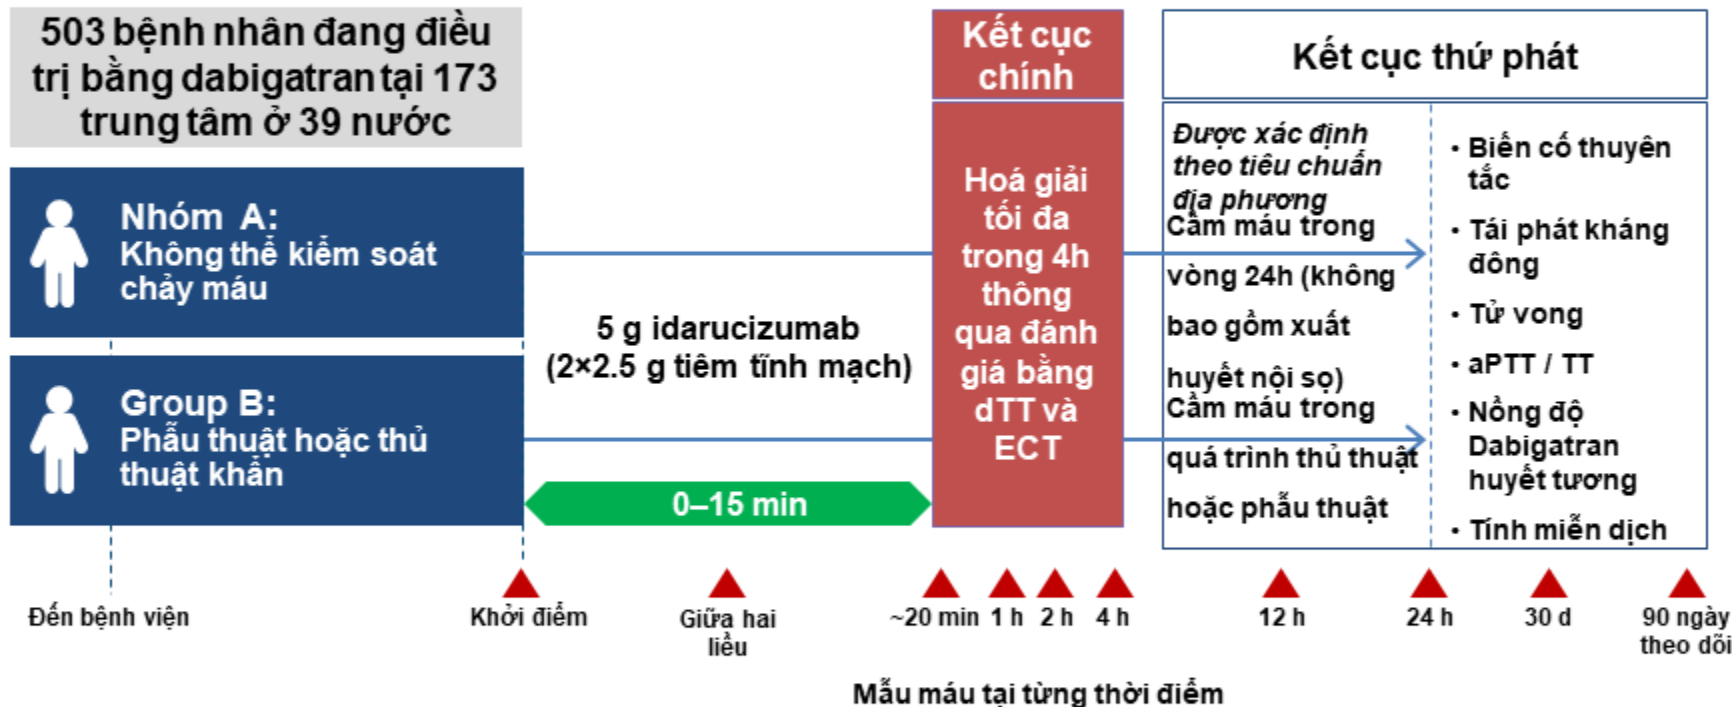 503 bệnh nhân đang điều
trị bằng dabigatran tại 173
trung tâm ở 39 nước
Nhóm A:
Không thể kiểm soát
chảy máu
Group B:
Phẫu thuật hoặc thủ
thuật khẩn
5 g idarucizumab
(2×2.5 g tiêm tĩnh mạch)
0–15 min
Kết cục
chính
Hoá giải
tối đa
trong 4h
thông
qua đánh
giá bằng
dTT và
ECT
Kết cục thứ phát
Được xác định
theo tiêu chuẩn
địa phương
Cầm máu trong
vòng 24h (không
bao gồm xuất
huyết nội sọ)
Cầm máu trong
quá trình thủ thuật
hoặc phẫu thuật
• Biến cố thuyên
tắc
• Tái phát kháng
đông
• Tử vong
• aPTT / TT
• Nồng độ
Dabigatran
huyết tương
• Tính miễn dịch
Đến bệnh viện
Khởi điểm
Giữa hai
liều
~20 min
1 h
2 h
4 h
12 h
24 h
30 d
90 ngày
theo dõi
Mẫu máu tại từng thời điểm